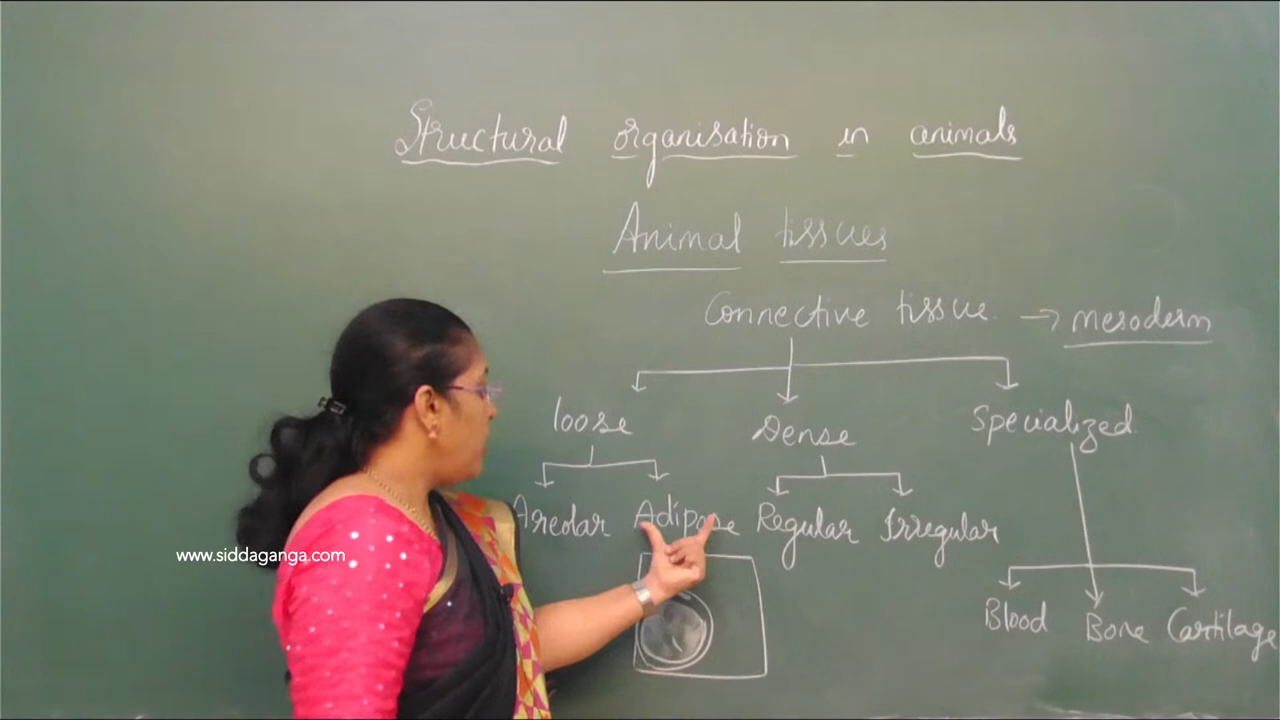 Structural organisation in animals
Animal tissues
Connective tissue → mesoderm
loose Dense Specialized
Areolar Adipose Regular Irregular
www.siddaganga.com
Blood Bone Cartilage